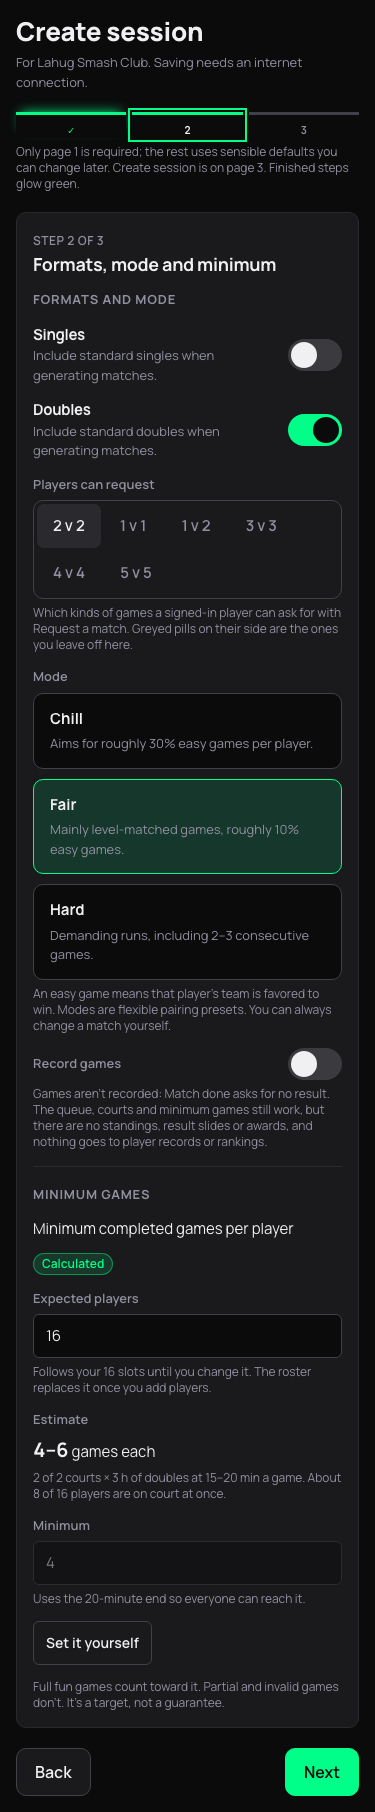 Create session
For Lahug Smash Club. Saving needs an internet
connection.
✓
2
3
Only page 1 is required; the rest uses sensible defaults you
can change later. Create session is on page 3. Finished steps
glow green.
STEP 2 OF 3
Formats, mode and minimum
FORMATS AND MODE
Singles
Include standard singles when
generating matches.
Doubles
Include standard doubles when
generating matches.
Players can request
2 v 2
1 v 1
1 v 2
3 v 3
4 v 4
5 v 5
Which kinds of games a signed-in player can ask for with
Request a match. Greyed pills on their side are the ones
you leave off here.
Mode
Chill
Aims for roughly 30% easy games per player.
Fair
Mainly level-matched games, roughly 10%
easy games.
Hard
Demanding runs, including 2–3 consecutive
games.
An easy game means that player's team is favored to
win. Modes are flexible pairing presets. You can always
change a match yourself.
Record games
Games aren't recorded: Match done asks for no result.
The queue, courts and minimum games still work, but
there are no standings, result slides or awards, and
nothing goes to player records or rankings.
MINIMUM GAMES
Minimum completed games per player
Calculated
Expected players
16
Follows your 16 slots until you change it. The roster
replaces it once you add players.
Estimate
4–6 games each
2 of 2 courts × 3 h of doubles at 15–20 min a game. About
8 of 16 players are on court at once.
Minimum
4
Uses the 20-minute end so everyone can reach it.
Set it yourself
Full fun games count toward it. Partial and invalid games
don't. It's a target, not a guarantee.
Back
Next